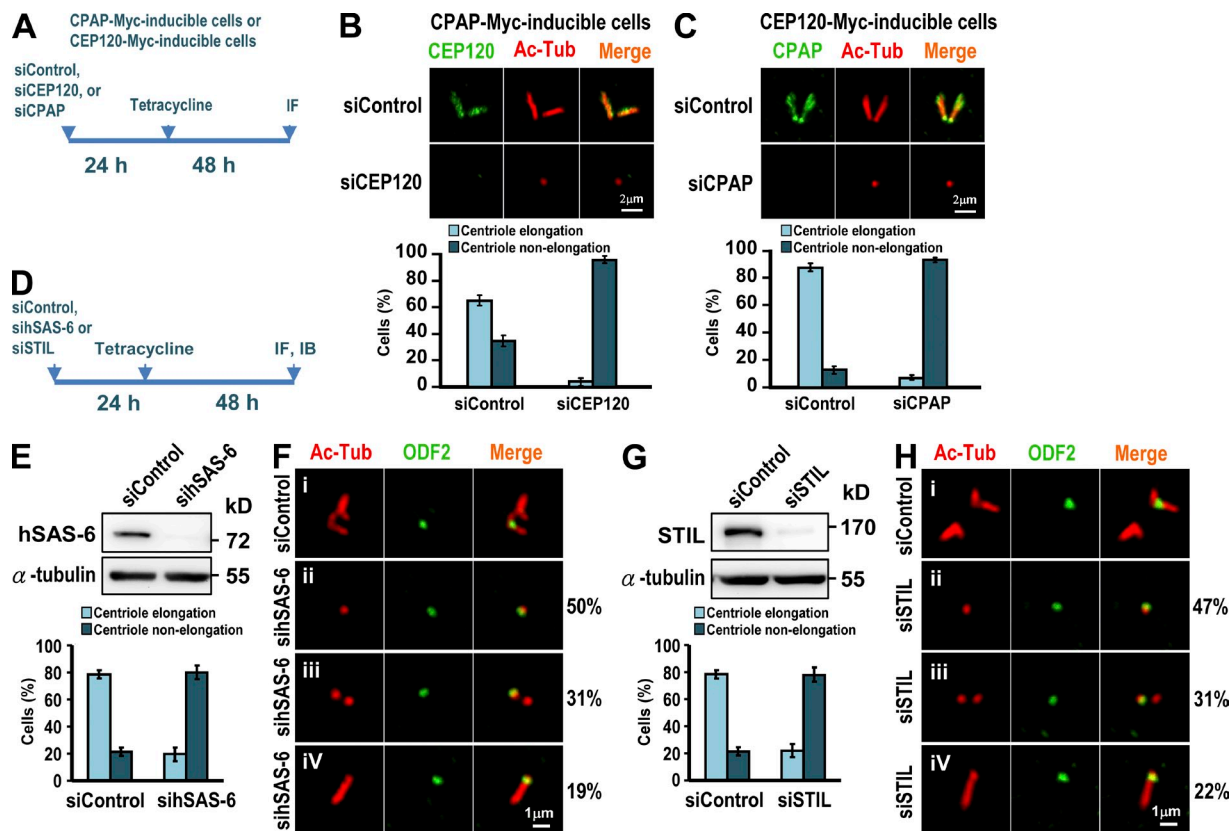 A
CPAP-Myc-inducible cells or
CEP120-Myc-inducible cells
siControl,
siCEP120, or
siCPAP
Tetracycline
IF
24 h
48 h
B
CPAP-Myc-inducible cells
CEP120 Ac-Tub Merge
siControl
siCEP120
2μm
Centriole elongation
Centriole non-elongation
Cells (%)
100
80
60
40
20
0
siControl
siCEP120
C
CEP120-Myc-inducible cells
CPAP Ac-Tub Merge
siControl
siCPAP
2μm
Centriole elongation
Centriole non-elongation
Cells (%)
100
80
60
40
20
0
siControl
siCPAP
D
siControl,
sihSAS-6 or
siSTIL
Tetracycline
IF, IB
24 h
48 h
E
siControl
sihSAS-6
kD
hSAS-6
72
α-tubulin
55
Centriole elongation
Centriole non-elongation
Cells (%)
100
80
60
40
20
0
siControl
sihSAS-6
F
Ac-Tub ODF2 Merge
i
siControl
ii
sihSAS-6
50%
iii
sihSAS-6
31%
iV
sihSAS-6
19%
1μm
G
siControl
siSTIL
kD
STIL
170
α-tubulin
55
Centriole elongation
Centriole non-elongation
Cells (%)
100
80
60
40
20
0
siControl
siSTIL
H
Ac-Tub ODF2 Merge
i
siControl
ii
siSTIL
47%
iii
siSTIL
31%
iV
siSTIL
22%
1μm